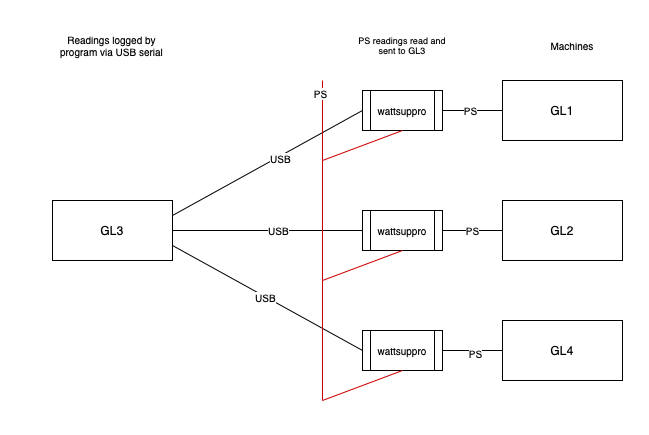 Readings logged by
program via USB serial
PS readings read and
sent to GL3
Machines
PS
wattsuppro
PS
GL1
USB
GL3
USB
wattsuppro
PS
GL2
USB
wattsuppro
PS
GL4